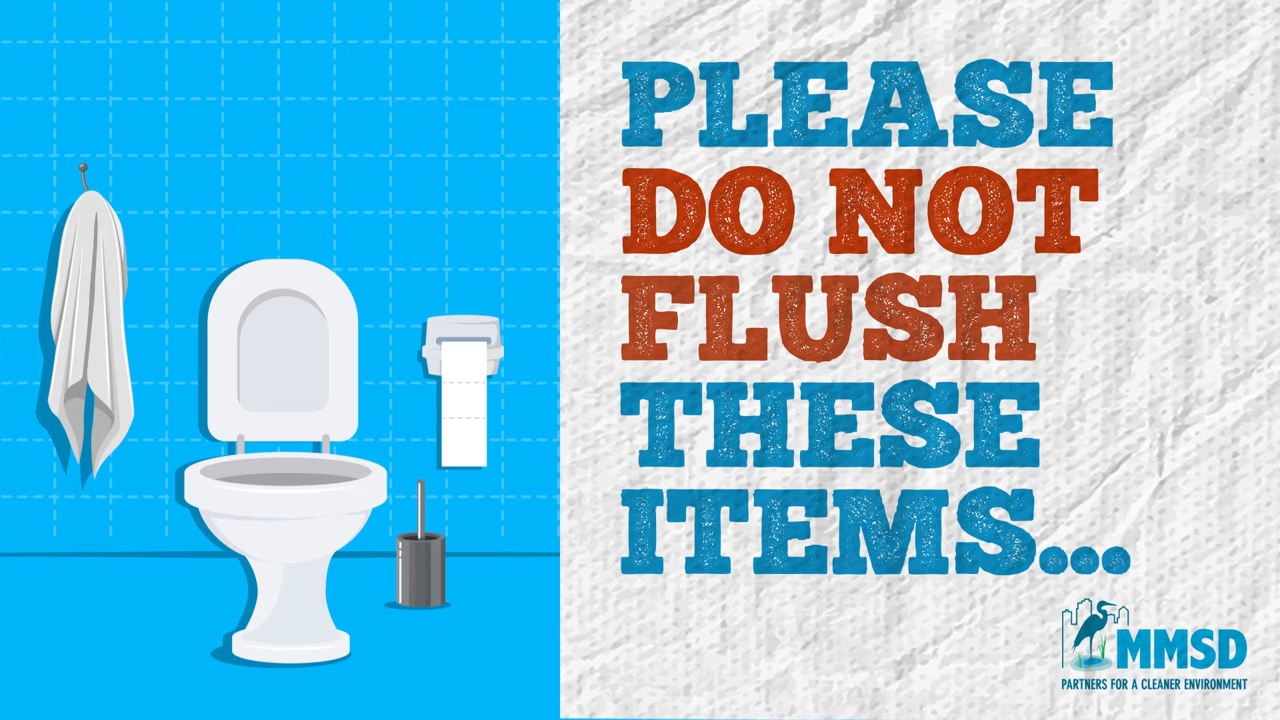 PLEASE
DO NOT
FLUSH
THESE
ITEMS...
MMSD
PARTNERS FOR A CLEANER ENVIRONMENT